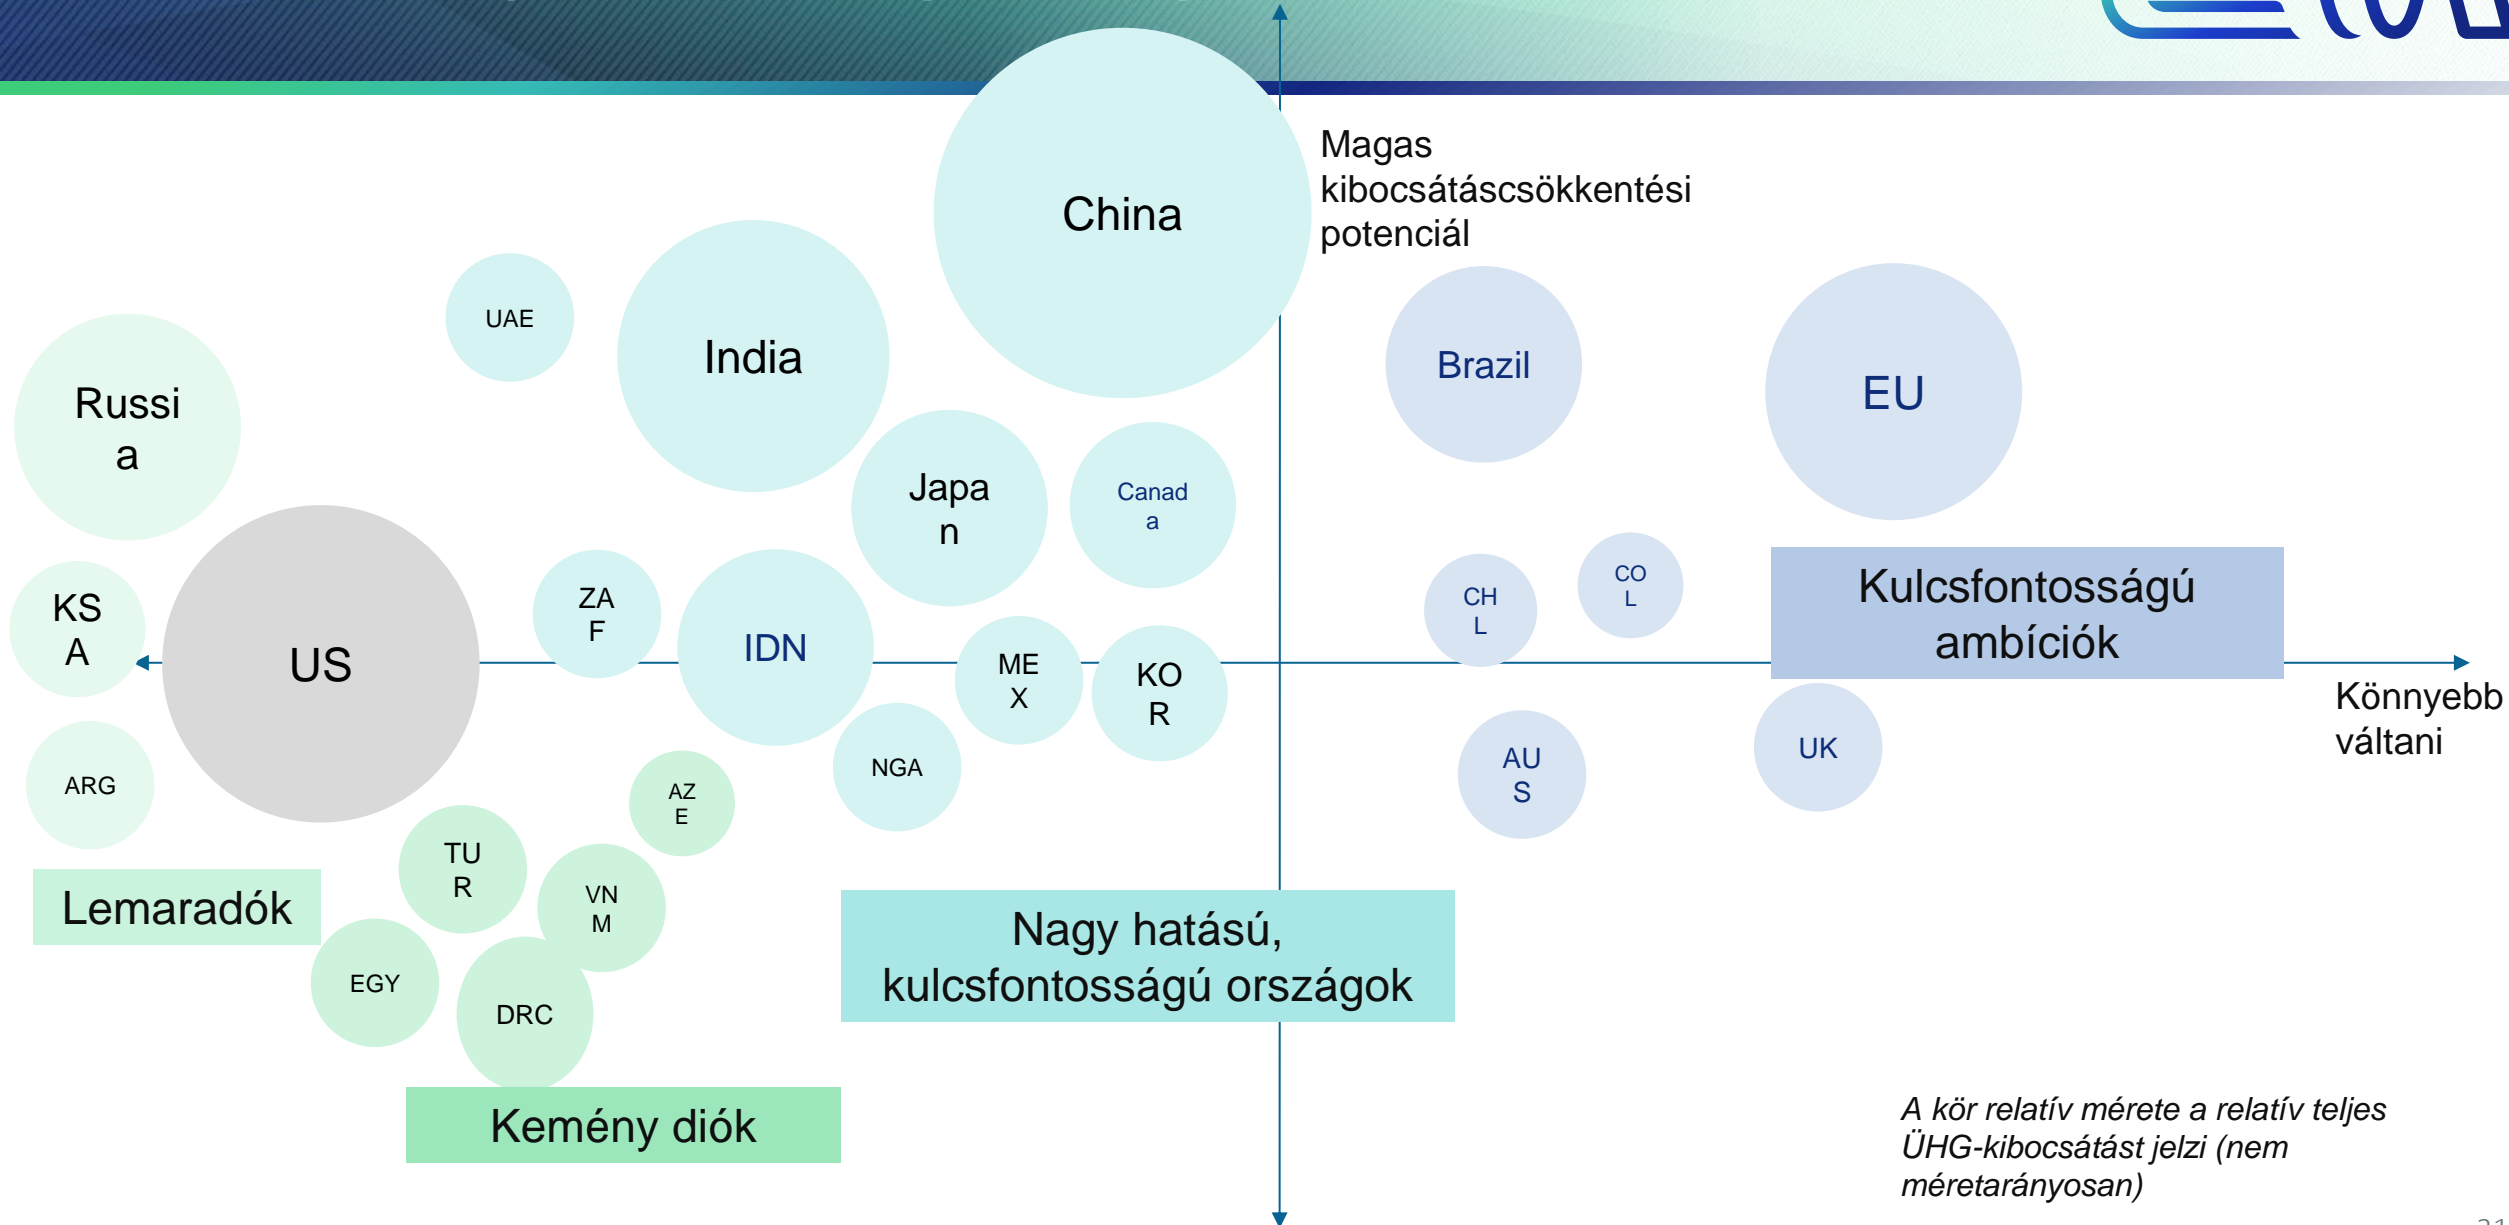 China
Magas
kibocsátáscsökkentési
potenciál
UAE
India
Brazil
EU
Russi
a
Japa
n
Canad
a
KS
A
US
ZA
F
IDN
ME
X
KO
R
CH
L
CO
L
Kulcsfontosságú
ambíciók
Könnyebb
váltani
ARG
NGA
AZ
E
AU
S
UK
TU
R
VN
M
Lemaradók
EGY
DRC
Nagy hatású,
kulcsfontosságú országok
Kemény diók
A kör relatív mérete a relatív teljes
ÜHG-kibocsátást jelzi (nem
méretarányosan)